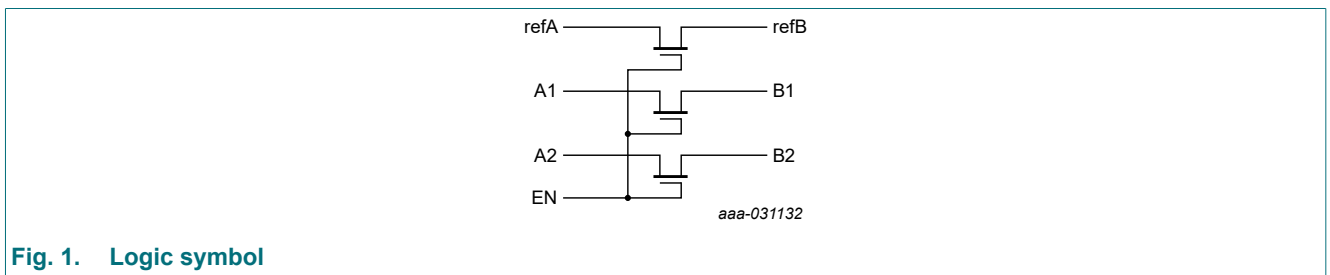 refA refB
A1 B1
A2 B2
EN
aaa-031132
Fig. 1. Logic symbol